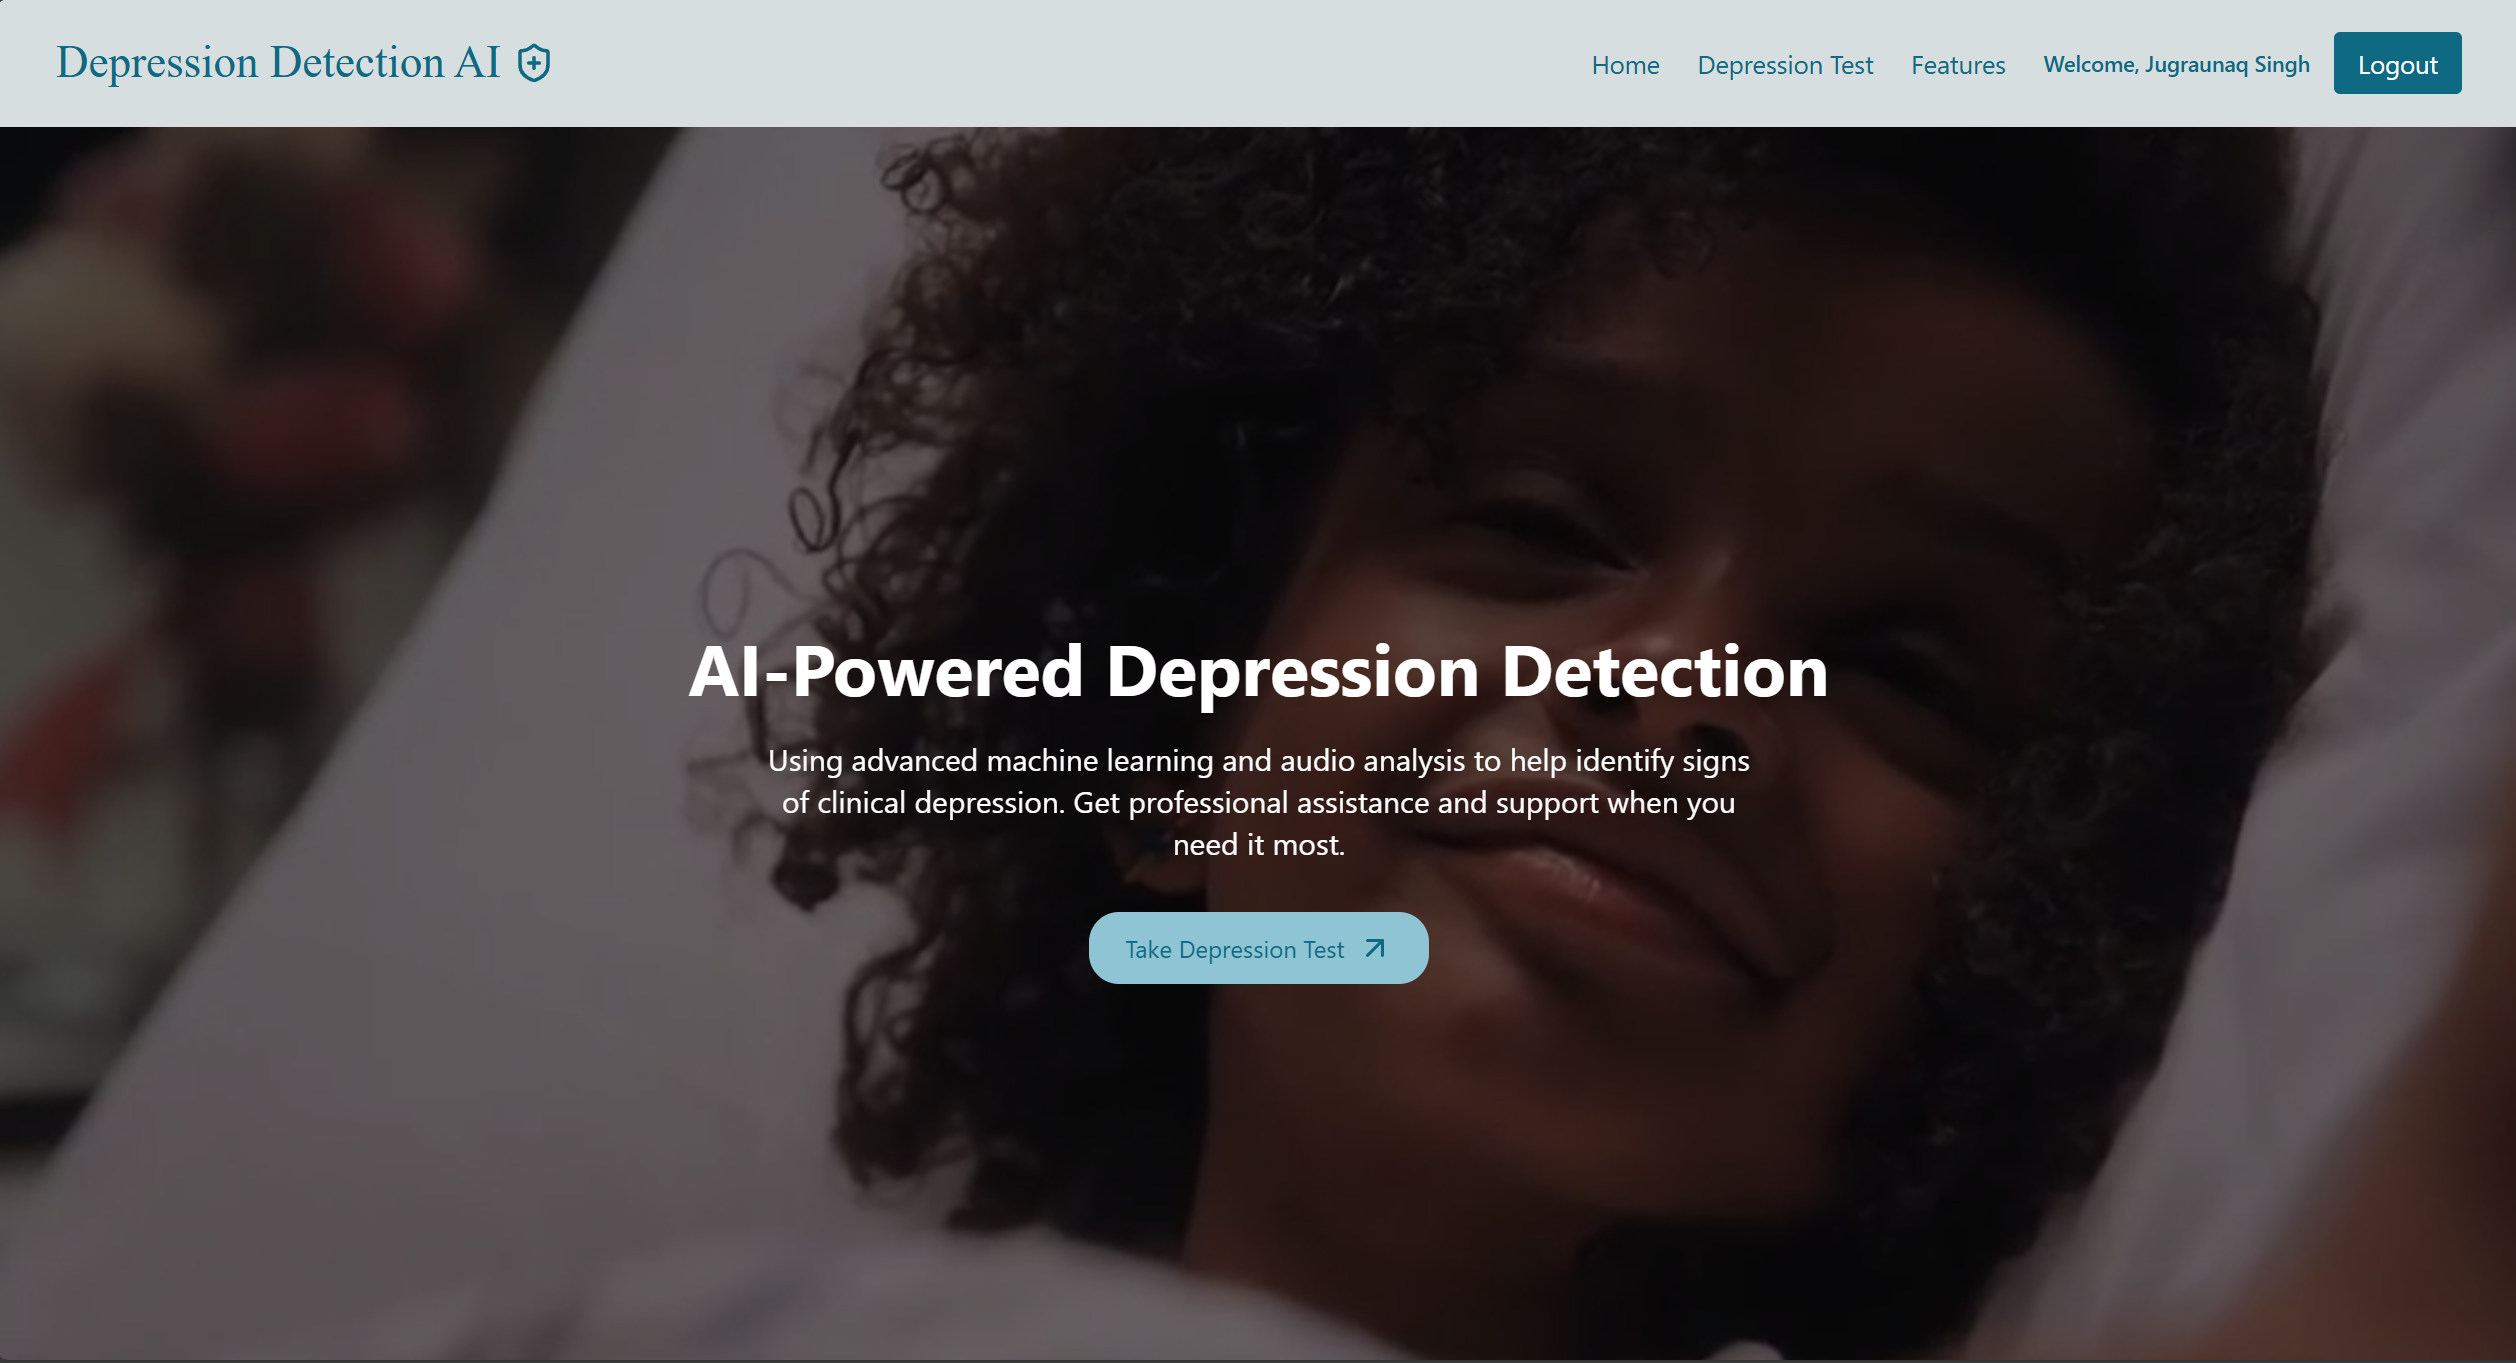 Depression Detection AI
Home
Depression Test
Features
Welcome, Jugraunaq Singh
Logout
AI-Powered Depression Detection
Using advanced machine learning and audio analysis to help identify signs
of clinical depression. Get professional assistance and support when you
need it most.
Take Depression Test